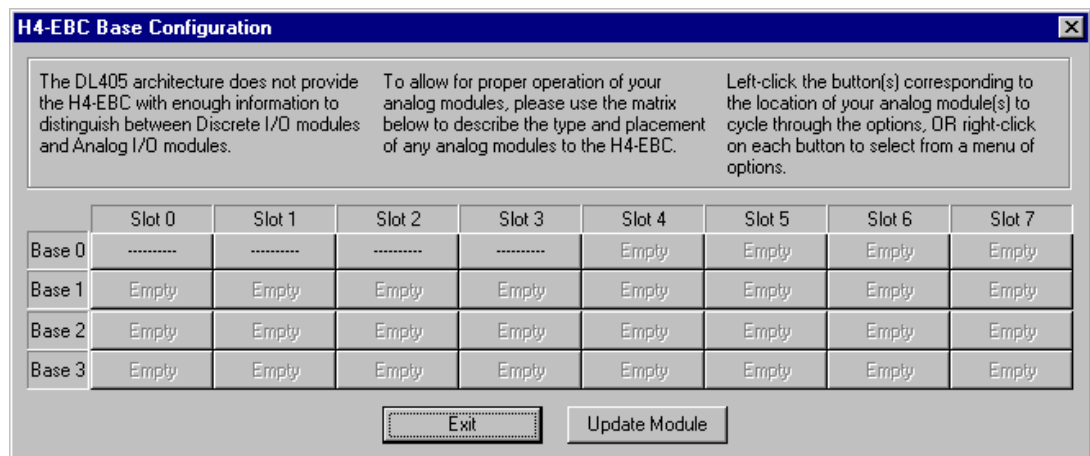 H4-EBC Base Configuration
The DL405 architecture does not provide
the H4-EBC with enough information to
distinguish between Discrete I/O modules
and Analog I/O modules.
To allow for proper operation of your
analog modules, please use the matrix
below to describe the type and placement
of any analog modules to the H4-EBC.
Left-click the button(s) corresponding to
the location of your analog module(s) to
cycle through the options, OR right-click
on each button to select from a menu of
options.
Slot 0 Slot 1 Slot 2 Slot 3 Slot 4 Slot 5 Slot 6 Slot 7
Base 0 --------- --------- --------- --------- Empty Empty Empty Empty
Base 1 Empty Empty Empty Empty Empty Empty Empty Empty
Base 2 Empty Empty Empty Empty Empty Empty Empty Empty
Base 3 Empty Empty Empty Empty Empty Empty Empty Empty
Exit Update Module